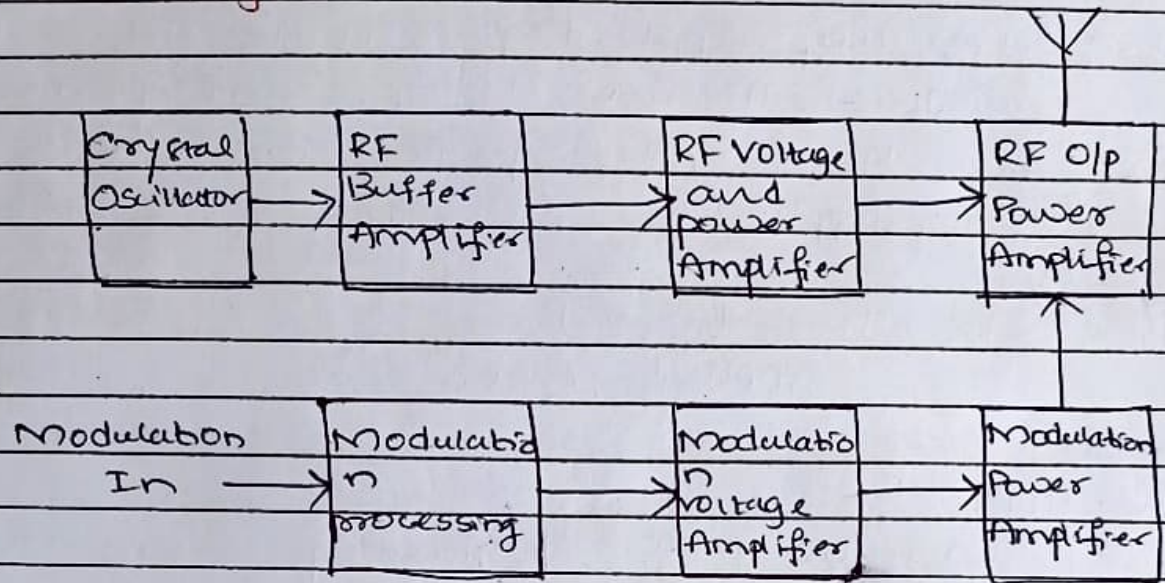 Crystal
Oscillator
RF
Buffer
Amplifier
RF Voltage
and
power
Amplifier
RF O/p
Power
Amplifier
Modulation
In
Modulatio
n
processing
Modulatio
n
voltage
Amplifier
Modulation
Power
Amplifier